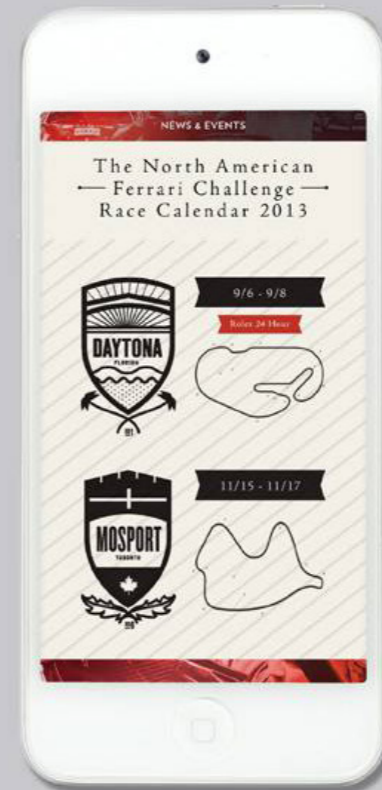 NEWS & EVENTS
The North American
Ferrari Challenge
Race Calendar 2013
DAYTONA
FLORIDA
9/6 - 9/8
Rolex 24 Hour
MOSPORT
TORONTO
11/15 - 11/17